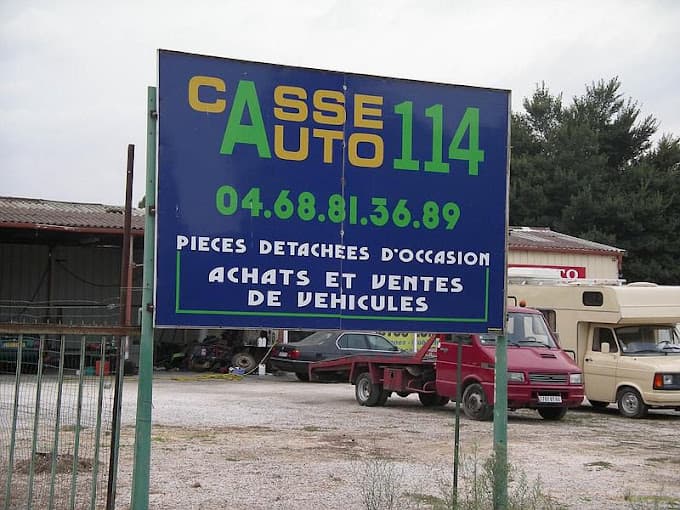 CASSE
AUTO 114
04.68.81.36.89
PIECES DETACHEES D'OCCASION
ACHATS ET VENTES
DE VEHICULES